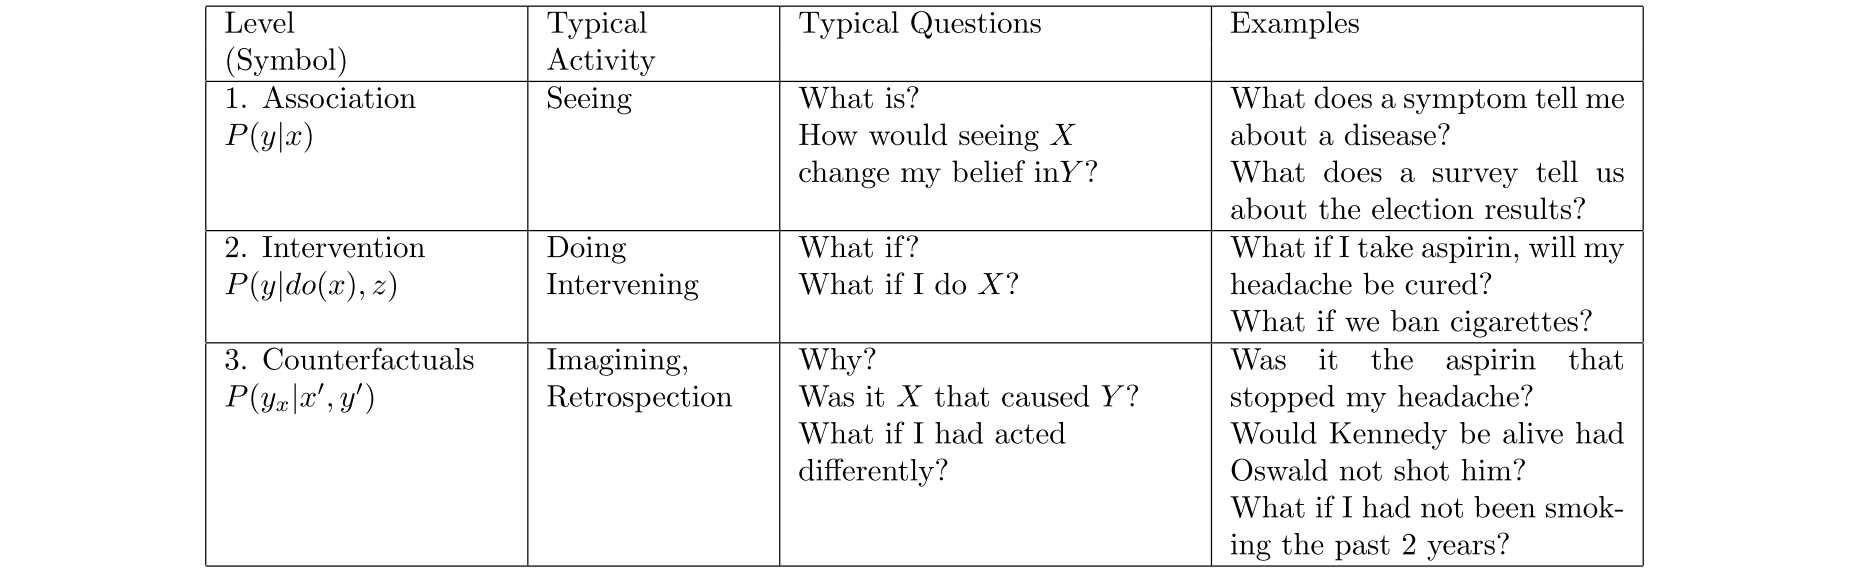 Level
(Symbol)
Typical
Activity
Typical Questions
Examples
1. Association
P(y|x)
Seeing
What is?
How would seeing X
change my belief inY?
What does a symptom tell me
about a disease?
What does a survey tell us
about the election results?
2. Intervention
P(y|do(x), z)
Doing
Intervening
What if?
What if I do X?
What if I take aspirin, will my
headache be cured?
What if we ban cigarettes?
3. Counterfactuals
P(yₓ|x′, y′)
Imagining,
Retrospection
Why?
Was it X that caused Y?
What if I had acted
differently?
Was it the aspirin that
stopped my headache?
Would Kennedy be alive had
Oswald not shot him?
What if I had not been smok-
ing the past 2 years?